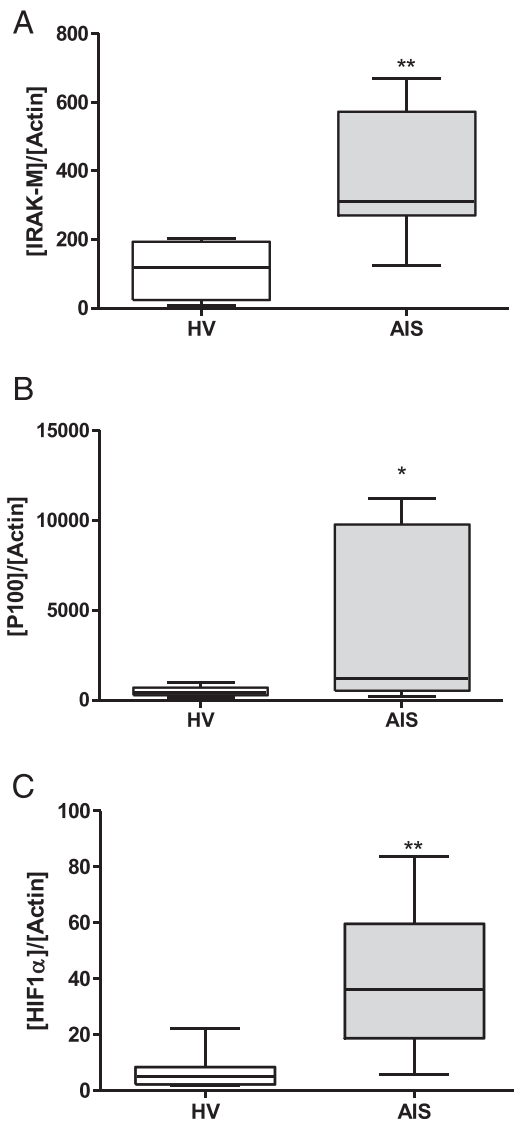 A
[IRAK-M]/[Actin]
800
**
600
400
200
0
HV
AIS
B
[P100]/[Actin]
15000
*
10000
5000
0
HV
AIS
C
[HIF1α]/[Actin]
100
**
80
60
40
20
0
HV
AIS